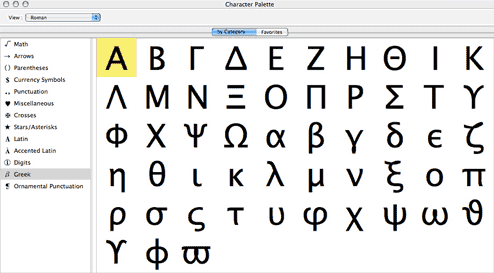 Character Palette
View: Roman
by Category Favorites
√ Math
→ Arrows
() Parentheses
$ Currency Symbols
Punctuation
♥ Miscellaneous
Crosses
★ Stars/Asterisks
A Latin
À Accented Latin
① Digits
β Greek
¶ Ornamental Punctuation
Α Β Γ Δ Ε Ζ Η Θ Ι Κ
Λ Μ Ν Ξ Ο Π Ρ Σ Τ Υ
Φ Χ Ψ Ω α β γ δ ε ζ
η θ ι κ λ μ ν ξ ο π
ρ σ ς τ υ φ χ ψ ω ϑ
ϒ ϕ ϖ